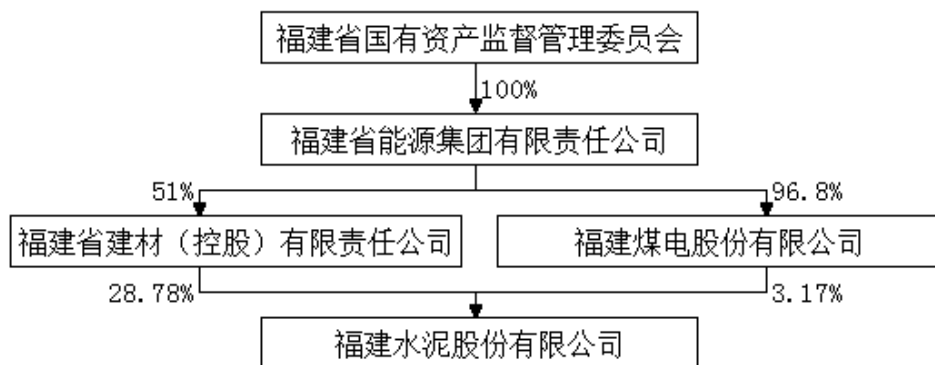 福建省国有资产监督管理委员会
100%
福建省能源集团有限责任公司
51%
96.8%
福建省建材（控股）有限责任公司
福建煤电股份有限公司
28.78%
3.17%
福建水泥股份有限公司